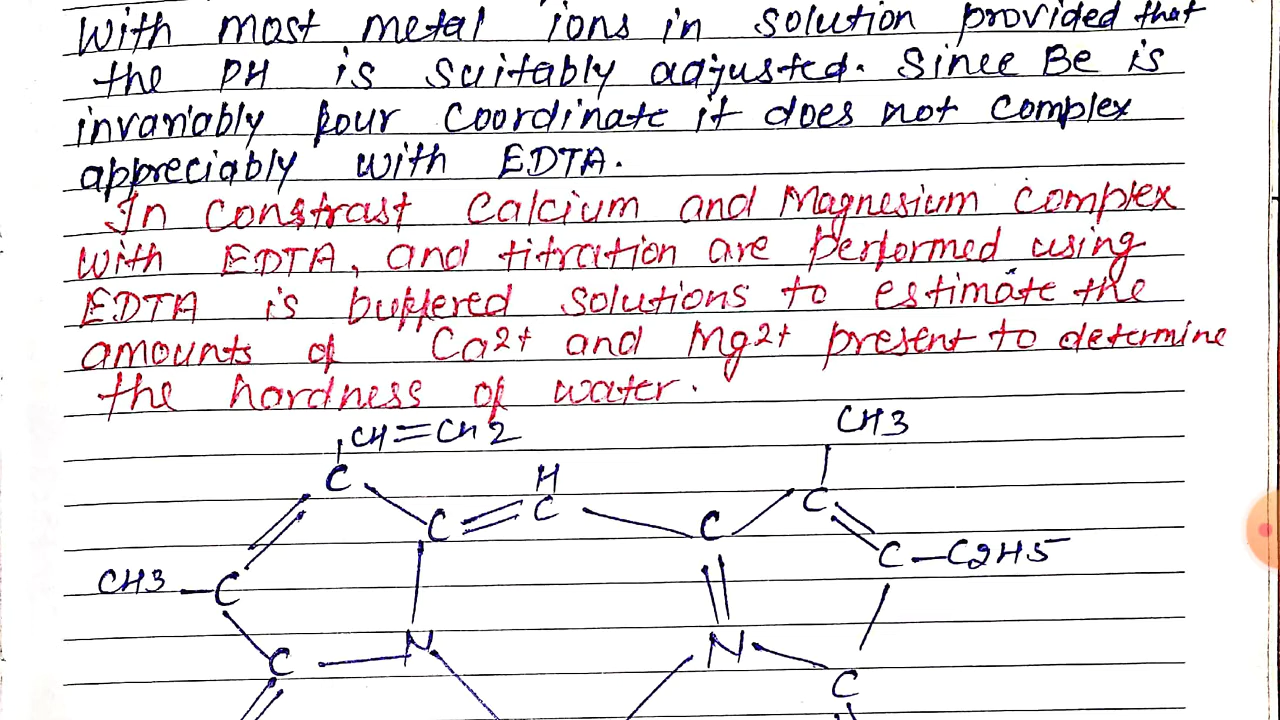 With most metal ions in solution provided that
the PH is suitably adjusted. Since Be is
invariably four coordinate it does not complex
appreciably with EDTA.
In constrast calcium and Magnesium complex
with EDTA, and titration are performed using
EDTA is buffered solutions to estimate the
amounts of Ca2+ and Mg2+ present to determine
the hardness of water.
CH=CH2 CH3
C H
C=C C C
CH3-C C-C2H5
C-N N C